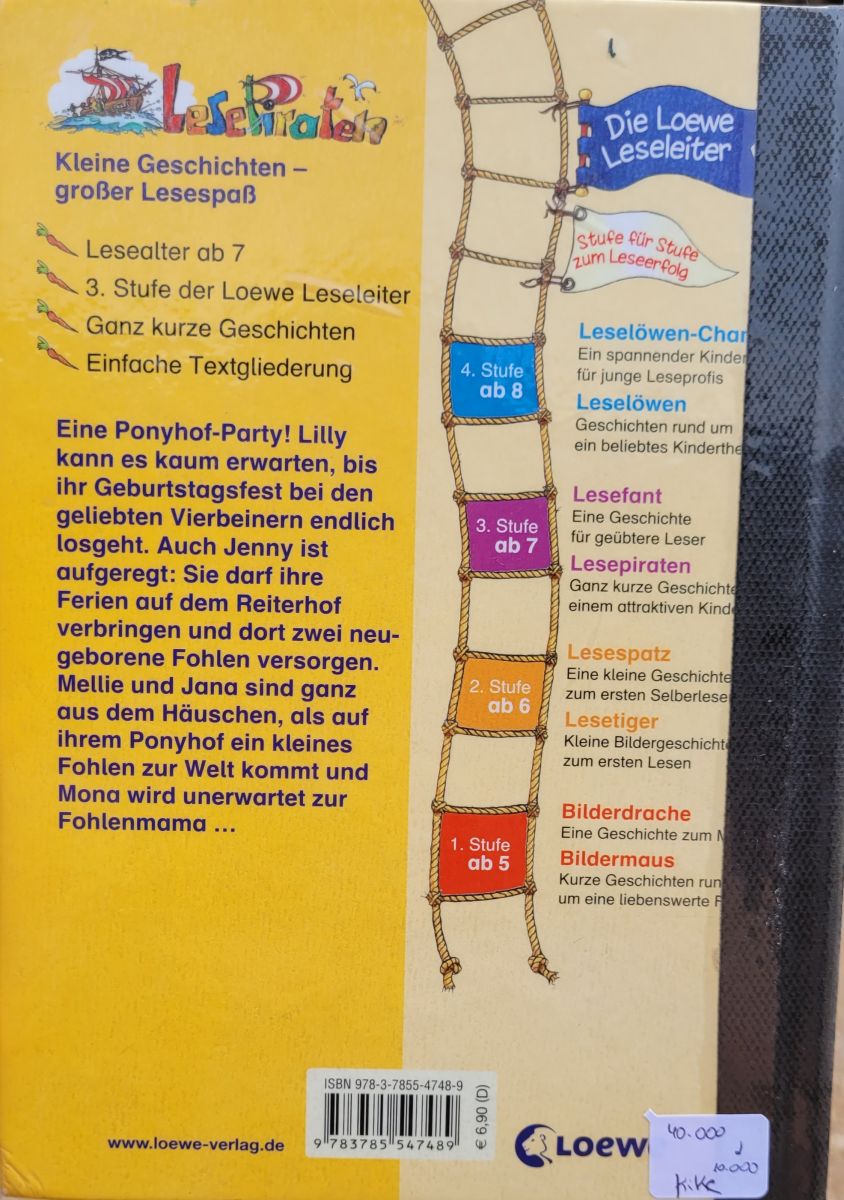 LesePiraten
Kleine Geschichten –
großer Lesespaß
Lesealter ab 7
3. Stufe der Loewe Leseleiter
Ganz kurze Geschichten
Einfache Textgliederung
Eine Ponyhof-Party! Lilly
kann es kaum erwarten, bis
ihr Geburtstagsfest bei den
geliebten Vierbeinern endlich
losgeht. Auch Jenny ist
aufgeregt: Sie darf ihre
Ferien auf dem Reiterhof
verbringen und dort zwei neu-
geborene Fohlen versorgen.
Mellie und Jana sind ganz
aus dem Häuschen, als auf
ihrem Ponyhof ein kleines
Fohlen zur Welt kommt und
Mona wird unerwartet zur
Fohlenmama ...
Die Loewe
Leseleiter
Stufe für Stufe
zum Leseerfolg
4. Stufe
ab 8
Leselöwen-Cha
Ein spannender Kinder
für junge Leseprofis
Leselöwen
Geschichten rund um
ein beliebtes Kinderthe
3. Stufe
ab 7
Lesefant
Eine Geschichte
für geübtere Leser
Lesepiraten
Ganz kurze Geschichte
einem attraktiven Kind
2. Stufe
ab 6
Lesespatz
Eine kleine Geschichte
zum ersten Selberlese
Lesetiger
Kleine Bildergeschicht
zum ersten Lesen
1. Stufe
ab 5
Bilderdrache
Eine Geschichte zum M
Bildermaus
Kurze Geschichten run
um eine liebenswerte F
ISBN 978-3-7855-4748-9
9 783785 547489
€ 6,90 (D)
www.loewe-verlag.de
Loewe
40.000
10.000
Kike